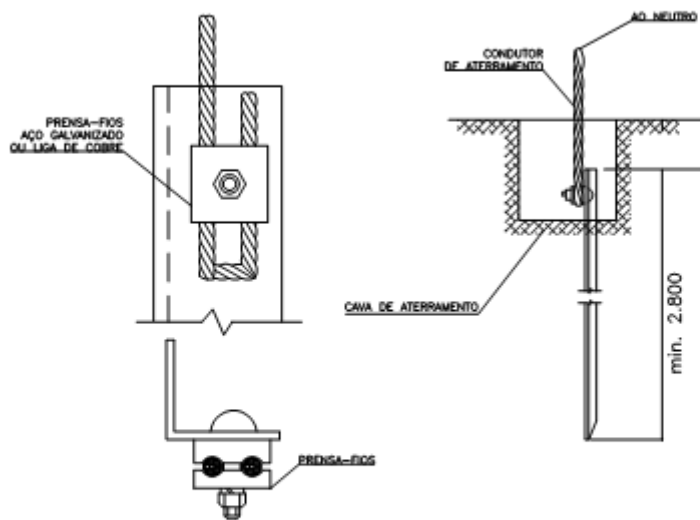 PRENSA-FIOS
AÇO GALVANIZADO
OU LIGA DE COBRE
AO NEUTRO
CONDUTOR
DE ATERRAMENTO
CAVA DE ATERRAMENTO
min. 2.800
PRENSA-FIOS